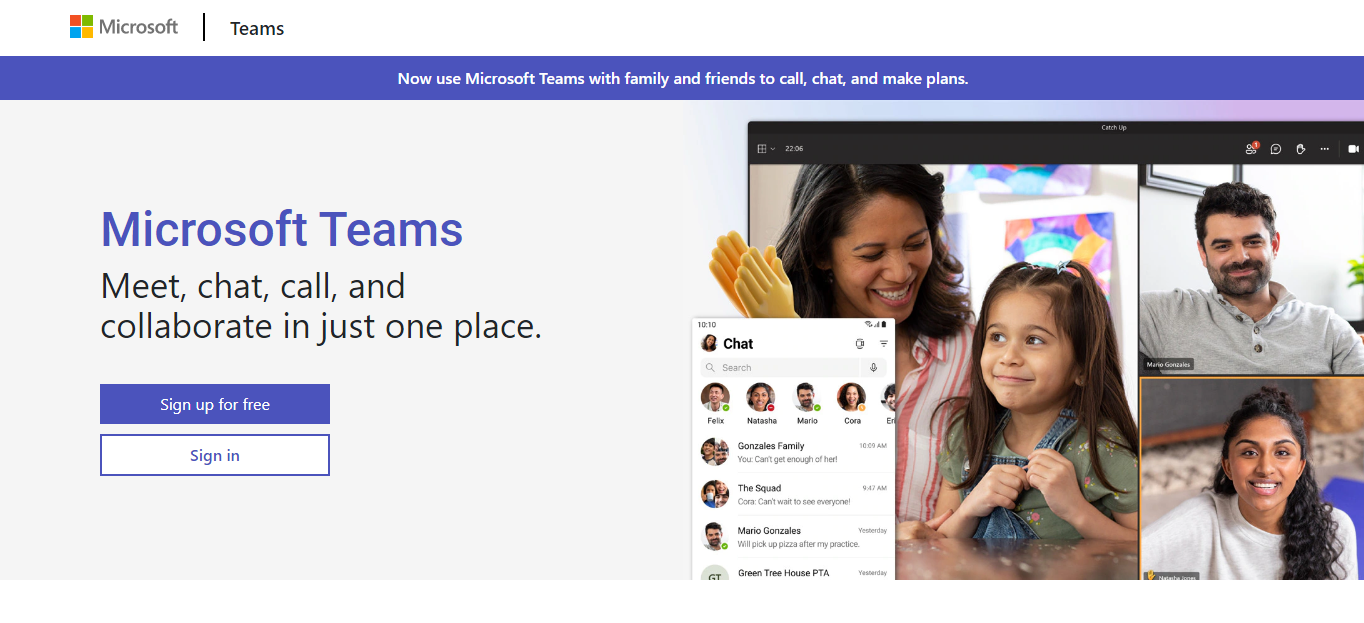 Microsoft
Teams
Now use Microsoft Teams with family and friends to call, chat, and make plans.
Microsoft Teams
Meet, chat, call, and
collaborate in just one place.
Sign up for free
Sign in
Catch Up
22:06
1
Mario Gonzales
Natasha Jones
10:10
Chat
Search
Felix
Natasha
Mario
Cora
Gonzales Family
10:09 AM
You: Can't get enough of her!
The Squad
9:47 AM
Cora: Can't wait to see everyone!
Mario Gonzales
Yesterday
Will pick up pizza after my practice.
GT
Green Tree House PTA
Yesterday